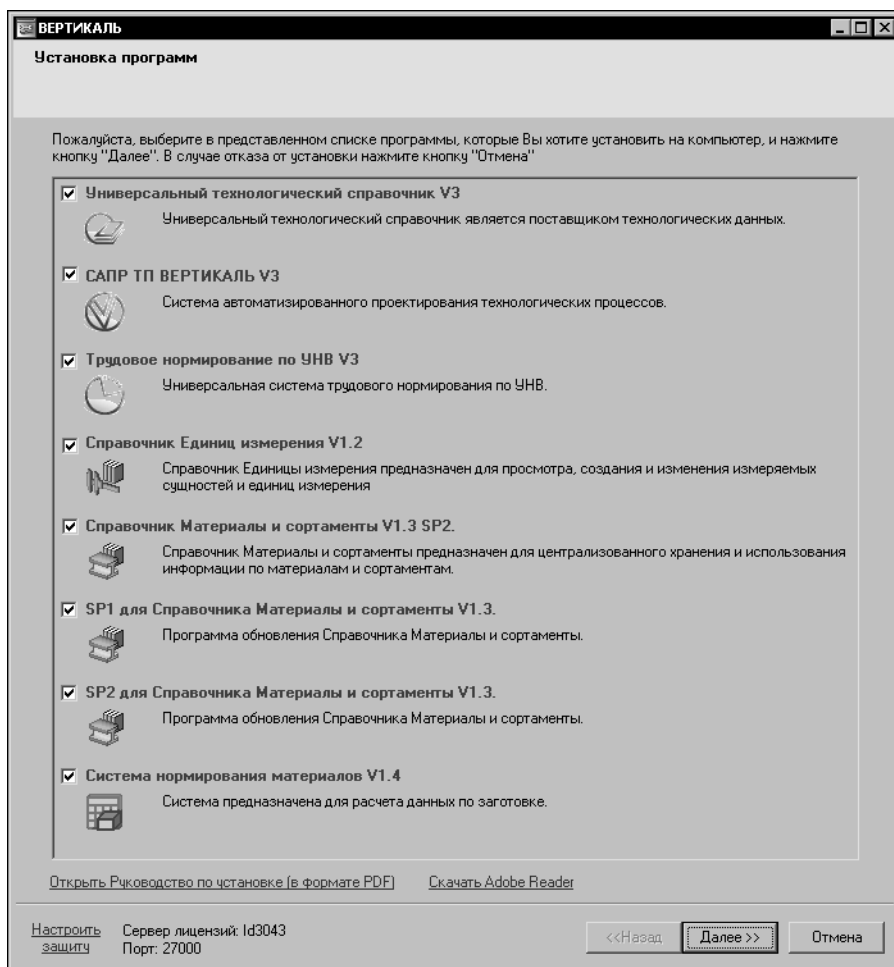 ВЕРТИКАЛЬ
Установка программ
Пожалуйста, выберите в представленном списке программы, которые Вы хотите установить на компьютер, и нажмите
кнопку "Далее". В случае отказа от установки нажмите кнопку "Отмена"
Универсальный технологический справочник V3
Универсальный технологический справочник является поставщиком технологических данных.
САПР ТП ВЕРТИКАЛЬ V3
Система автоматизированного проектирования технологических процессов.
Трудовое нормирование по УНВ V3
Универсальная система трудового нормирования по УНВ.
Справочник Единиц измерения V1.2
Справочник Единицы измерения предназначен для просмотра, создания и изменения измеряемых
сущностей и единиц измерения
Справочник Материалы и сортаменты V1.3 SP2.
Справочник Материалы и сортаменты предназначен для централизованного хранения и использования
информации по материалам и сортаментам.
SP1 для Справочника Материалы и сортаменты V1.3.
Программа обновления Справочника Материалы и сортаменты.
SP2 для Справочника Материалы и сортаменты V1.3.
Программа обновления Справочника Материалы и сортаменты.
Система нормирования материалов V1.4
Система предназначена для расчета данных по заготовке.
Открыть Руководство по установке (в формате PDF) Скачать Adobe Reader
Настроить защиту
Сервер лицензий: ld3043
Порт: 27000
<<Назад Далее >> Отмена